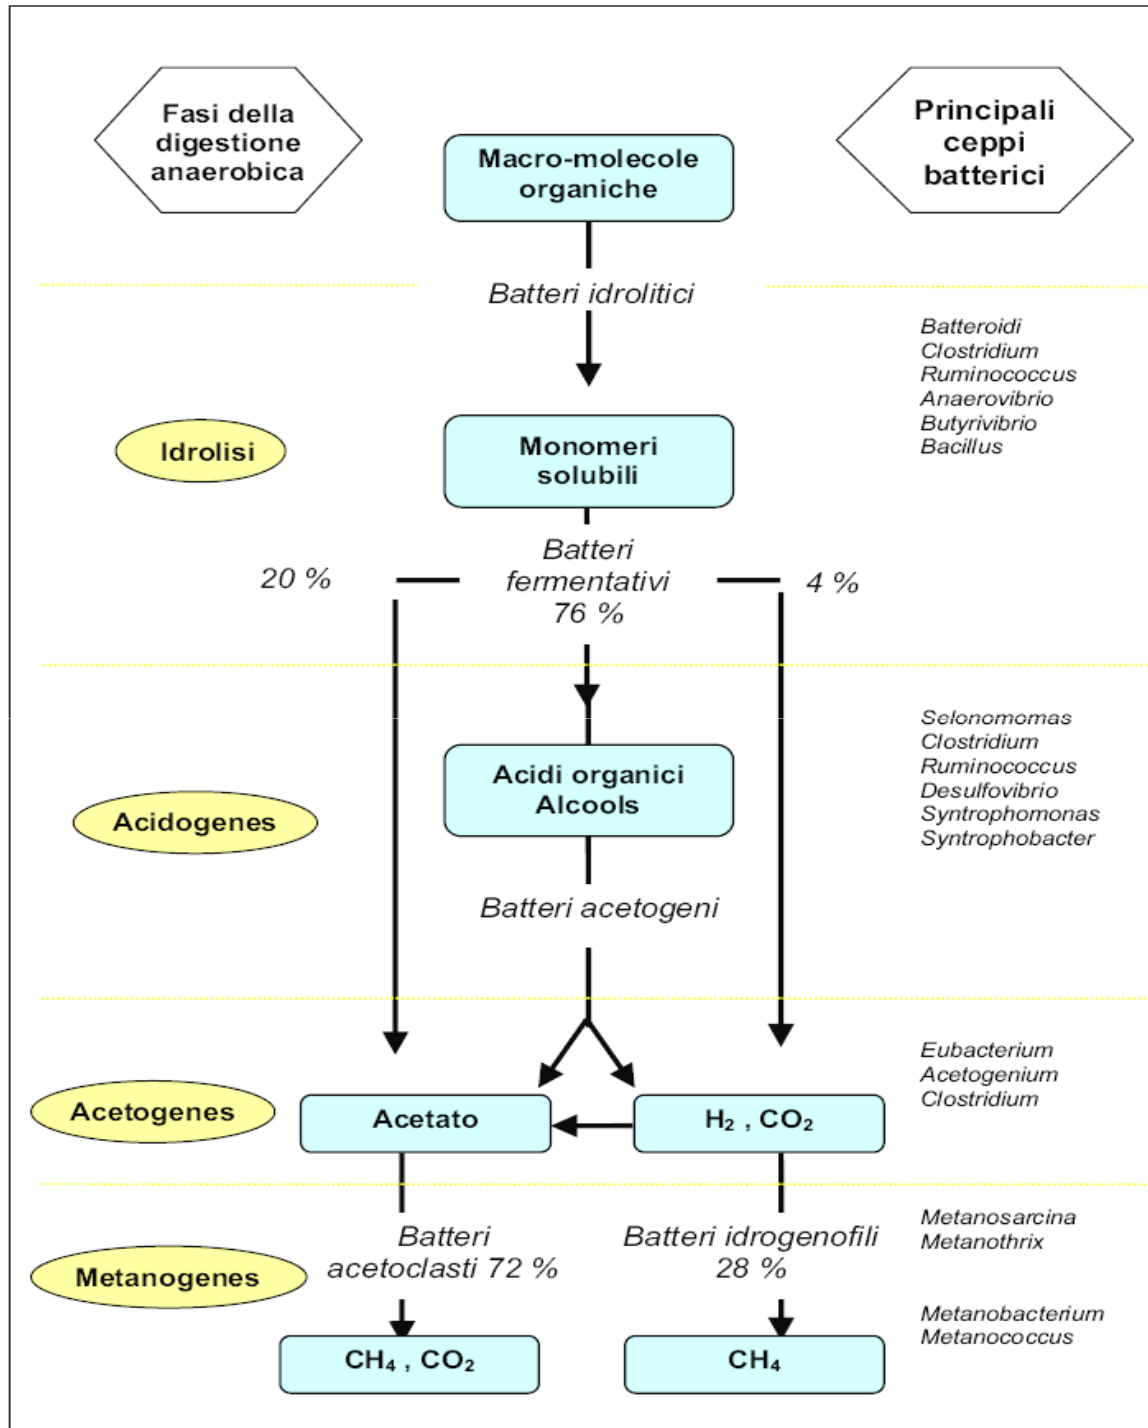 Fasi della
digestione
anaerobica
Principali
ceppi
batterici
Macro-molecole
organiche
Batteri idrolitici
Batteroidi
Clostridium
Ruminococcus
Anaerovibrio
Butyrivibrio
Bacillus
Idrolisi
Monomeri
solubili
20 %
Batteri
fermentativi
76 %
4 %
Selonomomas
Clostridium
Ruminococcus
Desulfovibrio
Syntrophomonas
Syntrophobacter
Acidogenes
Acidi organici
Alcools
Batteri acetogeni
Eubacterium
Acetogenium
Clostridium
Acetogenes
Acetato
H₂ , CO₂
Metanosarcina
Metanothrix
Metanogenes
Batteri
acetoclasti 72 %
Batteri idrogenofili
28 %
Metanobacterium
Metanococcus
CH₄ , CO₂
CH₄